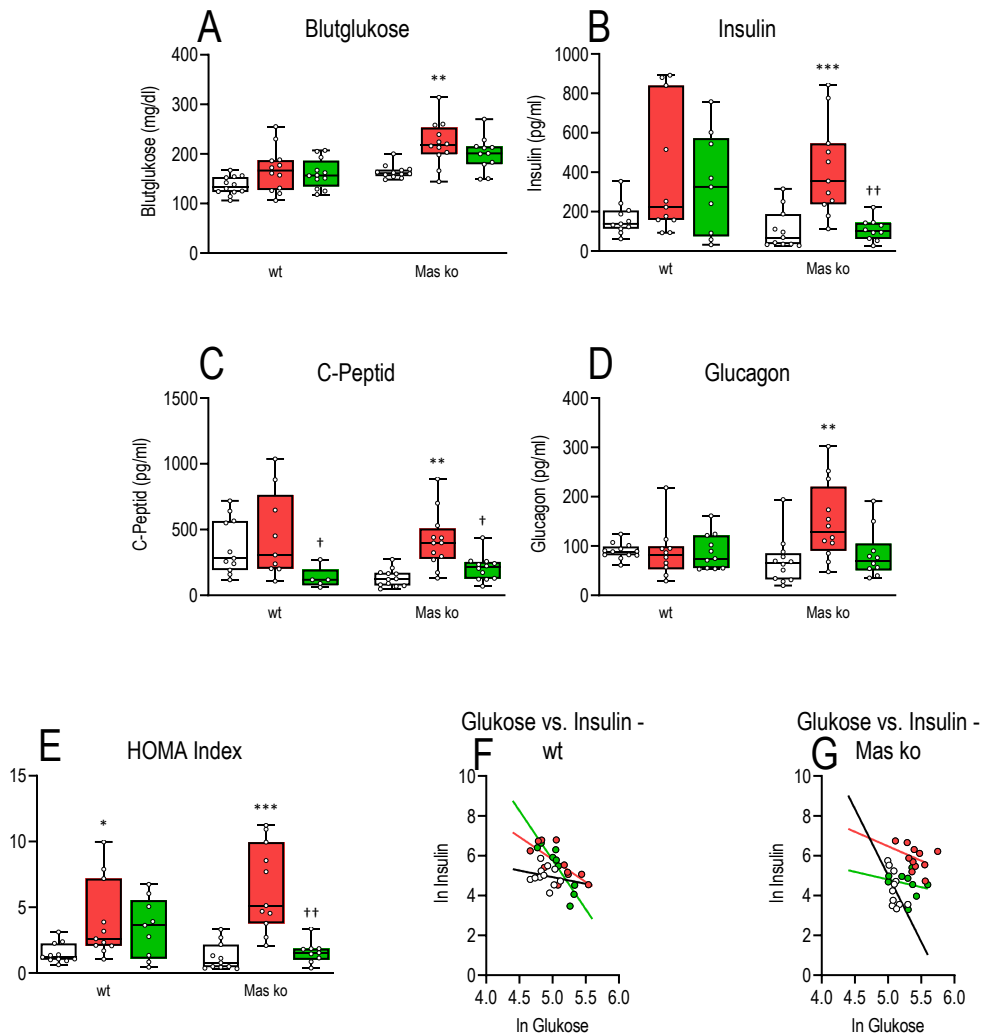 A
Blutglukose
Blutglukose (mg/dl)
400
300
200
100
0
**
wt
Mas ko
B
Insulin
Insulin (pg/ml)
1000
800
600
400
200
0
***
††
wt
Mas ko
C
C-Peptid
C-Peptid (pg/ml)
1500
1000
500
0
†
**
†
wt
Mas ko
D
Glucagon
Glucagon (pg/ml)
400
300
200
100
0
**
wt
Mas ko
E
HOMA Index
15
10
5
0
*
***
††
wt
Mas ko
F
Glukose vs. Insulin -
wt
ln Insulin
10
8
6
4
2
0
4.0 4.5 5.0 5.5 6.0
ln Glukose
G
Glukose vs. Insulin -
Mas ko
ln Insulin
10
8
6
4
2
0
4.0 4.5 5.0 5.5 6.0
ln Glukose